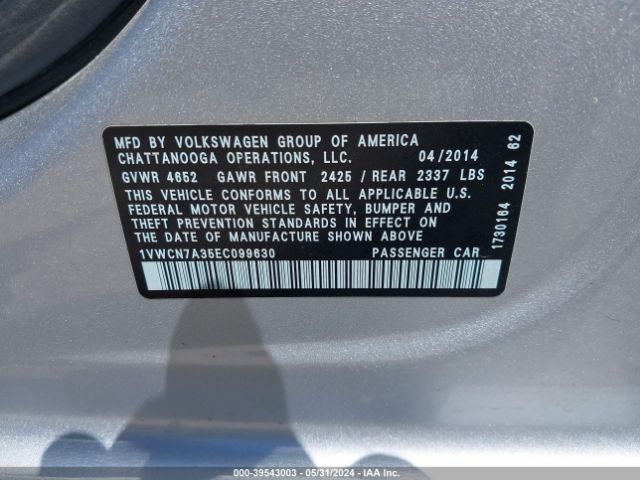 MFD BY VOLKSWAGEN GROUP OF AMERICA
CHATTANOOGA OPERATIONS, LLC. 04/2014
GVWR 4652 GAWR FRONT 2425 / REAR 2337 LBS
THIS VEHICLE CONFORMS TO ALL APPLICABLE U.S.
FEDERAL MOTOR VEHICLE SAFETY, BUMPER AND
THEFT PREVENTION STANDARDS IN EFFECT ON
THE DATE OF MANUFACTURE SHOWN ABOVE
1VWCN7A35EC099630 PASSENGER CAR
1730164 2014 62
000-39543003 - 05/31/2024 - IAA Inc.